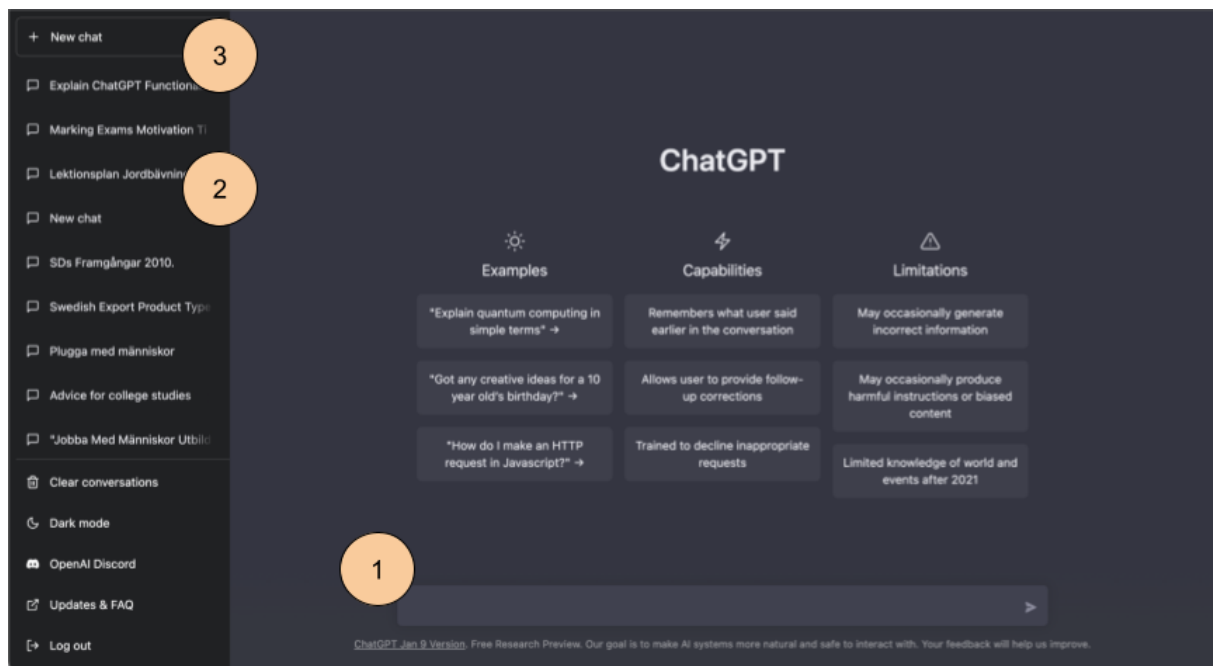 + New chat
3
Explain ChatGPT Functiona
Marking Exams Motivation Ti
Lektionsplan Jordbävning
2
New chat
SDs Framgångar 2010.
Swedish Export Product Type
Plugga med människor
Advice for college studies
"Jobba Med Människor Utbild
Clear conversations
Dark mode
OpenAI Discord
Updates & FAQ
Log out
ChatGPT
Examples
"Explain quantum computing in
simple terms" →
"Got any creative ideas for a 10
year old's birthday?" →
"How do I make an HTTP
request in Javascript?" →
Capabilities
Remembers what user said
earlier in the conversation
Allows user to provide follow-
up corrections
Trained to decline inappropriate
requests
Limitations
May occasionally generate
incorrect information
May occasionally produce
harmful instructions or biased
content
Limited knowledge of world and
events after 2021
1
ChatGPT Jan 9 Version. Free Research Preview. Our goal is to make AI systems more natural and safe to interact with. Your feedback will help us improve.